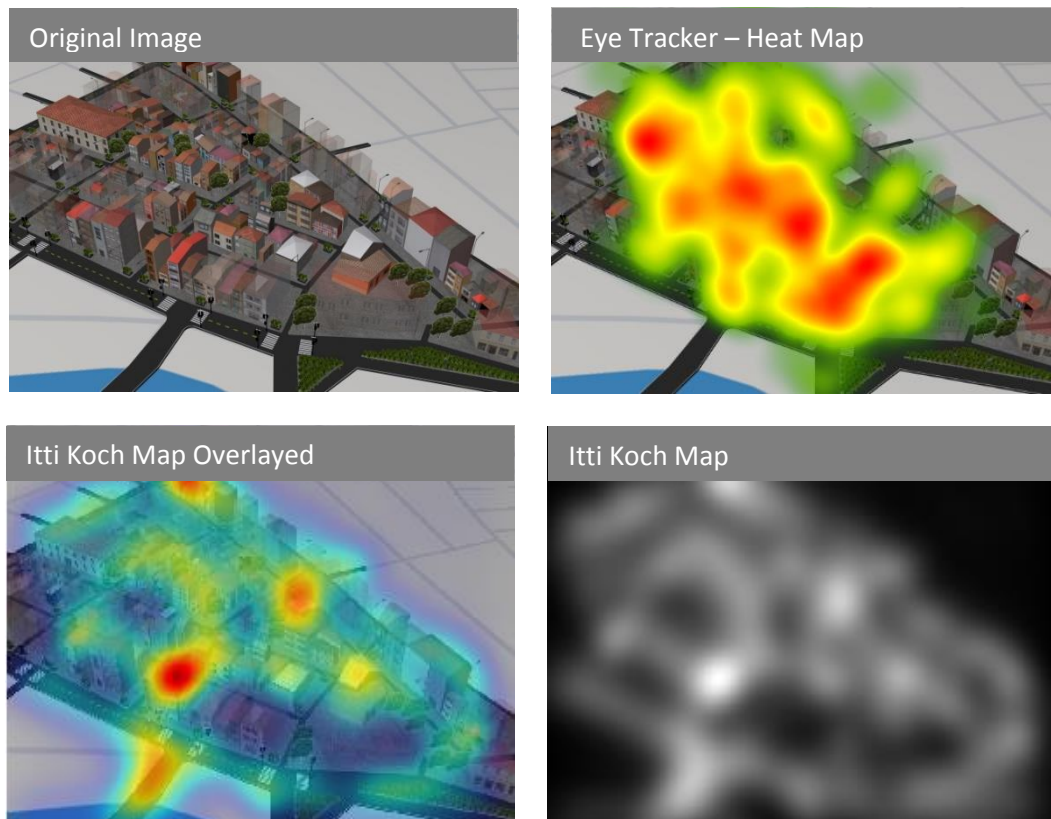 Original Image
Eye Tracker – Heat Map
Itti Koch Map Overlayed
Itti Koch Map